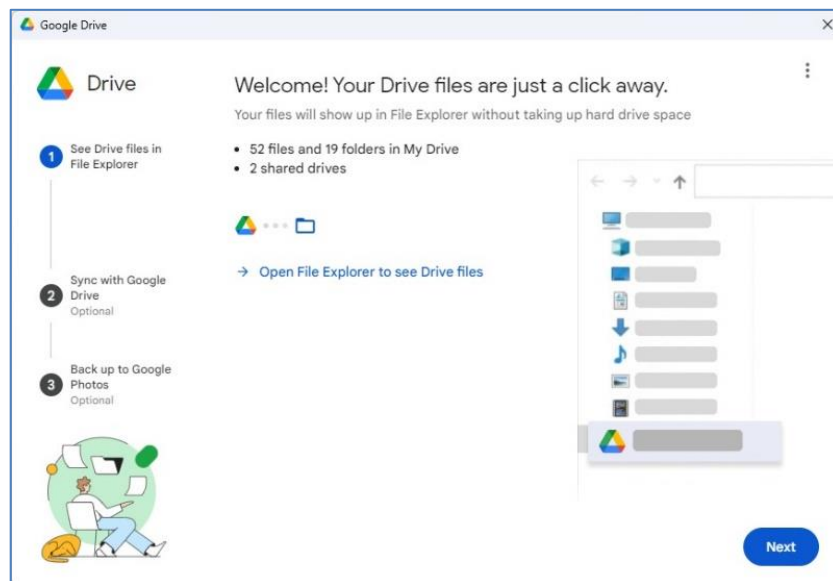 Google Drive
Drive
Welcome! Your Drive files are just a click away.
Your files will show up in File Explorer without taking up hard drive space
• 52 files and 19 folders in My Drive
• 2 shared drives
→ Open File Explorer to see Drive files
1
See Drive files in
File Explorer
2
Sync with Google
Drive
Optional
3
Back up to Google
Photos
Optional
Next